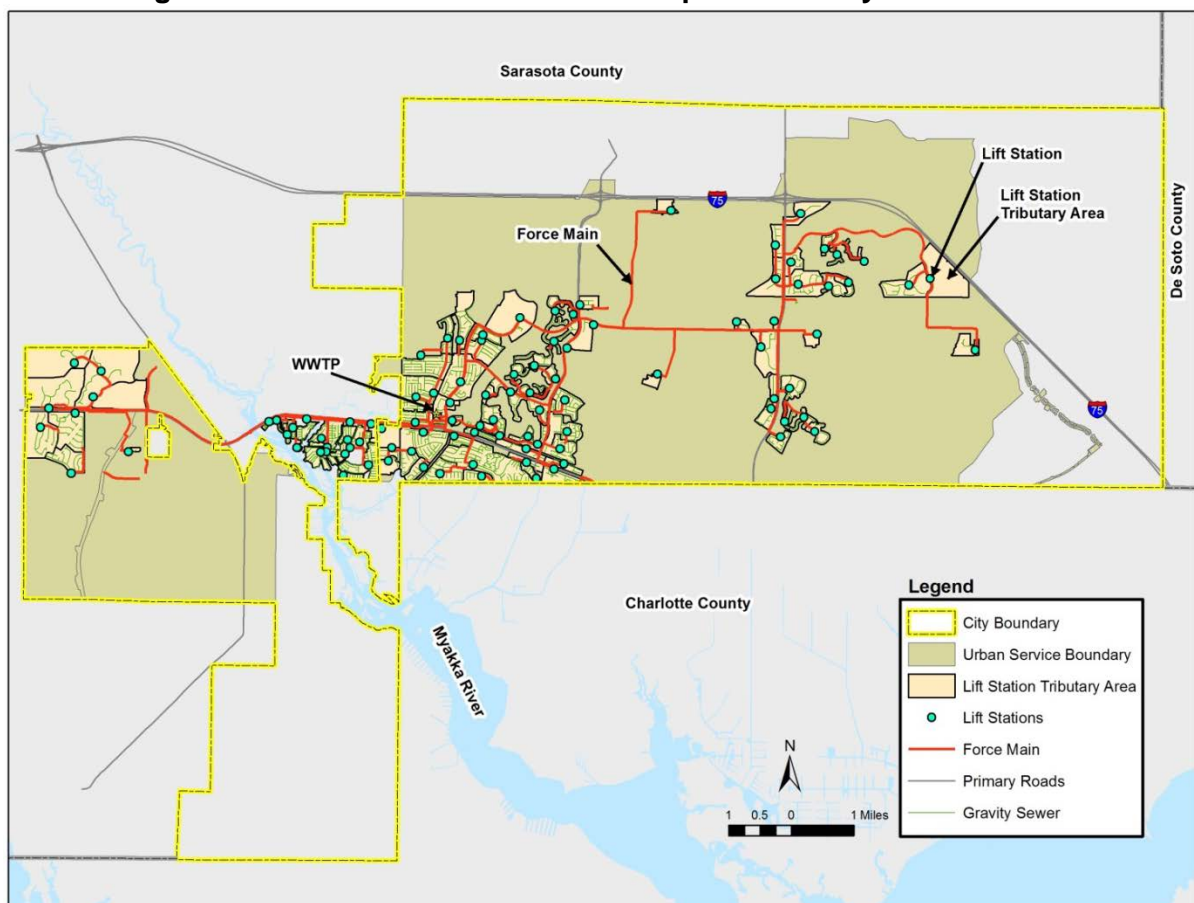 Sarasota County
Lift Station
Lift Station
Tributary Area
75
Force Main
De Soto County
WWTP
75
Charlotte County
Myakka River
Legend
City Boundary
Urban Service Boundary
Lift Station Tributary Area
Lift Stations
Force Main
Primary Roads
Gravity Sewer
N
1 0.5 0 1 Miles